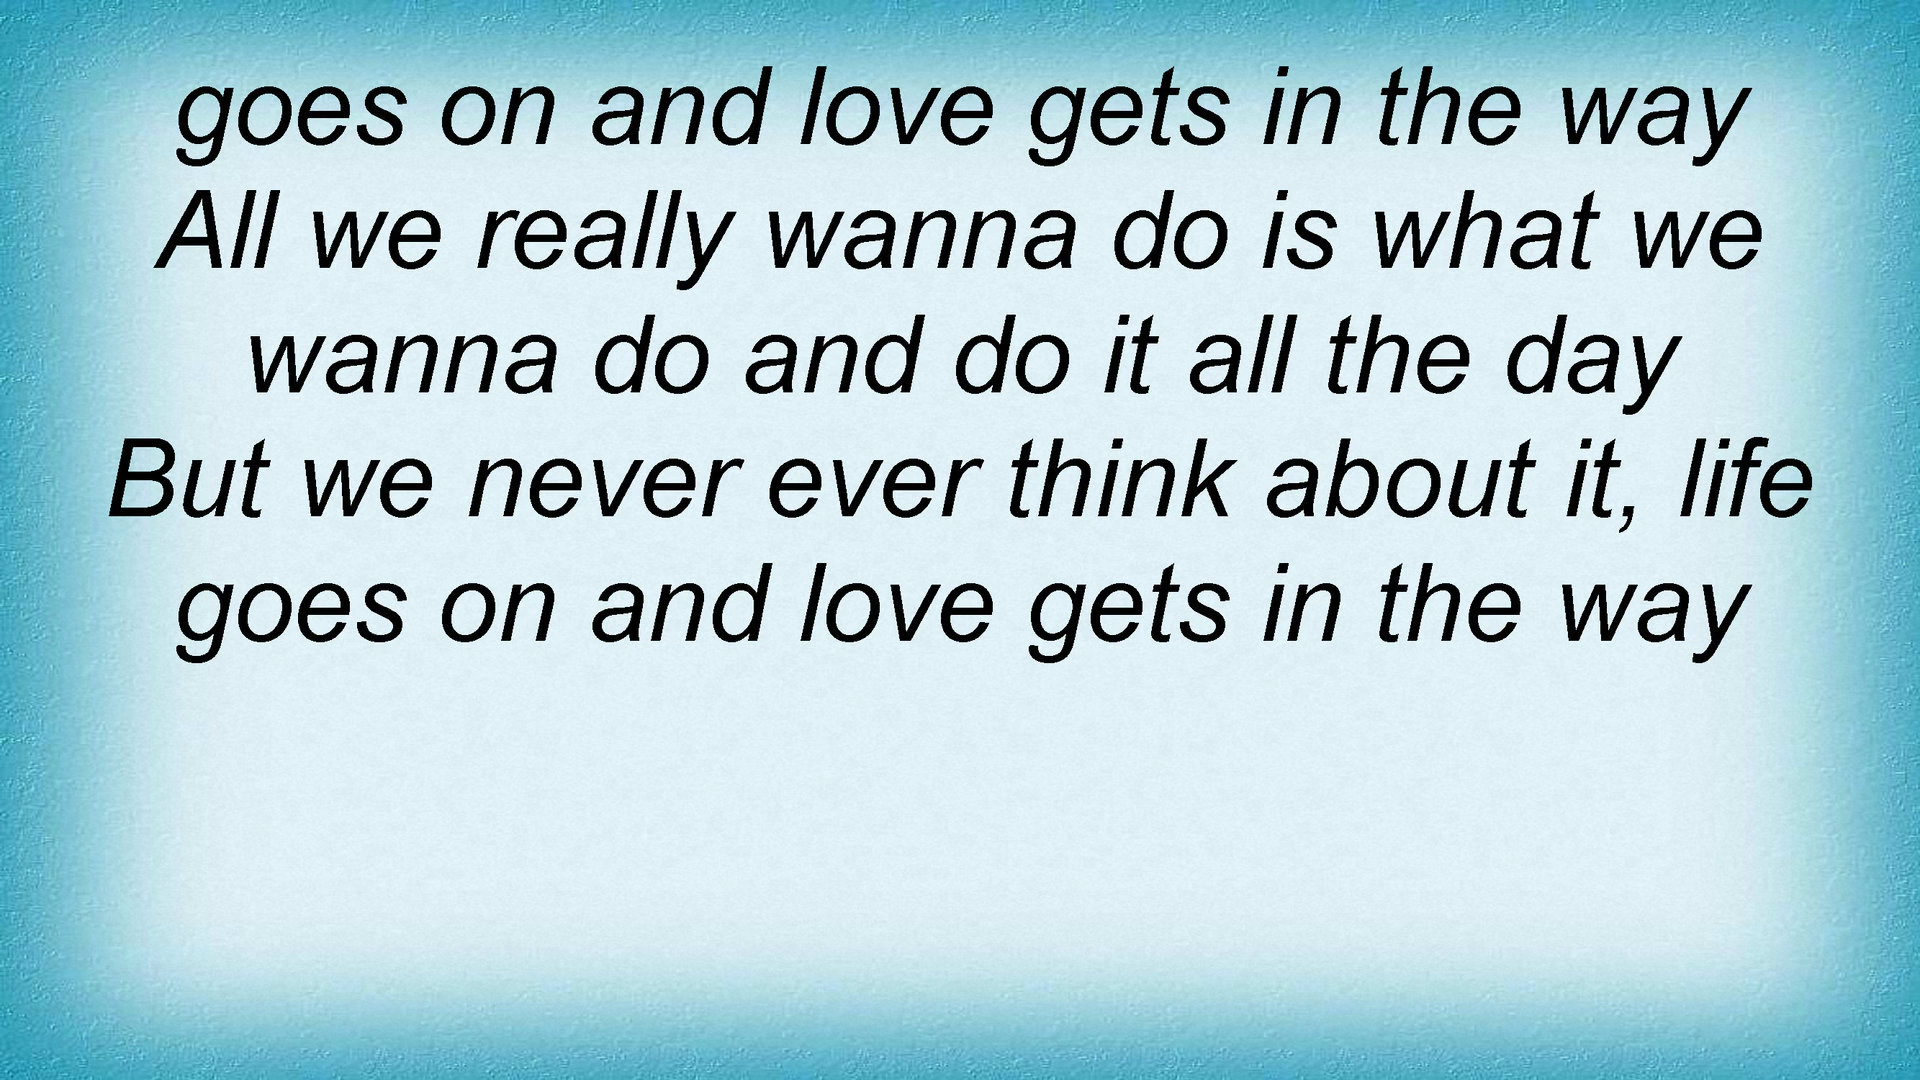 goes on and love gets in the way
All we really wanna do is what we
wanna do and do it all the day
But we never ever think about it, life
goes on and love gets in the way